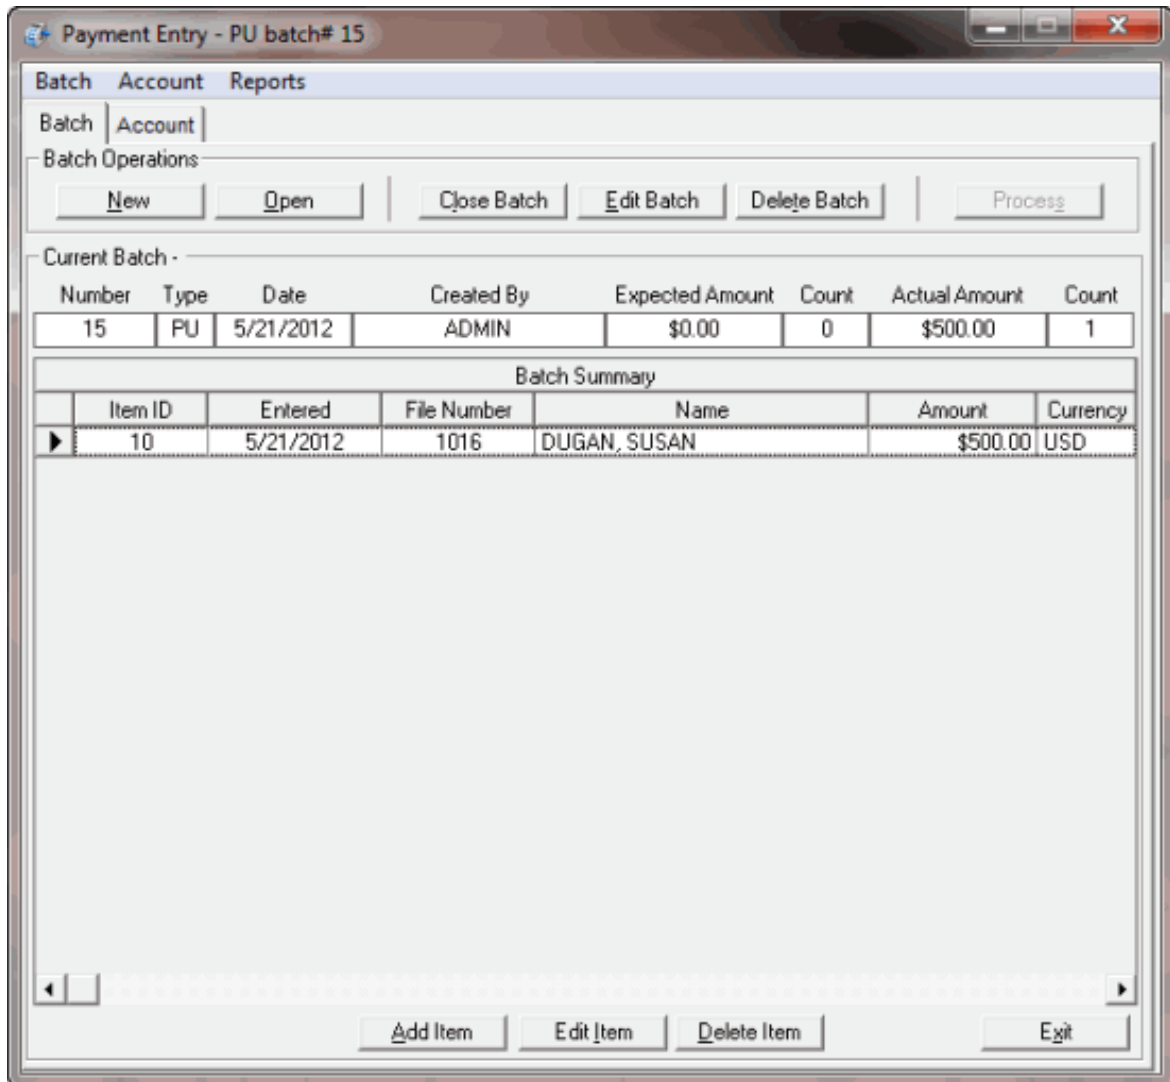 Payment Entry - PU batch# 15
Batch Account Reports
Batch Account
Batch Operations
New Open Close Batch Edit Batch Delete Batch Process
Current Batch -
Number Type Date Created By Expected Amount Count Actual Amount Count
15 PU 5/21/2012 ADMIN $0.00 0 $500.00 1
Batch Summary
Item ID Entered File Number Name Amount Currency
10 5/21/2012 1016 DUGAN, SUSAN $500.00 USD
Add Item Edit Item Delete Item Exit